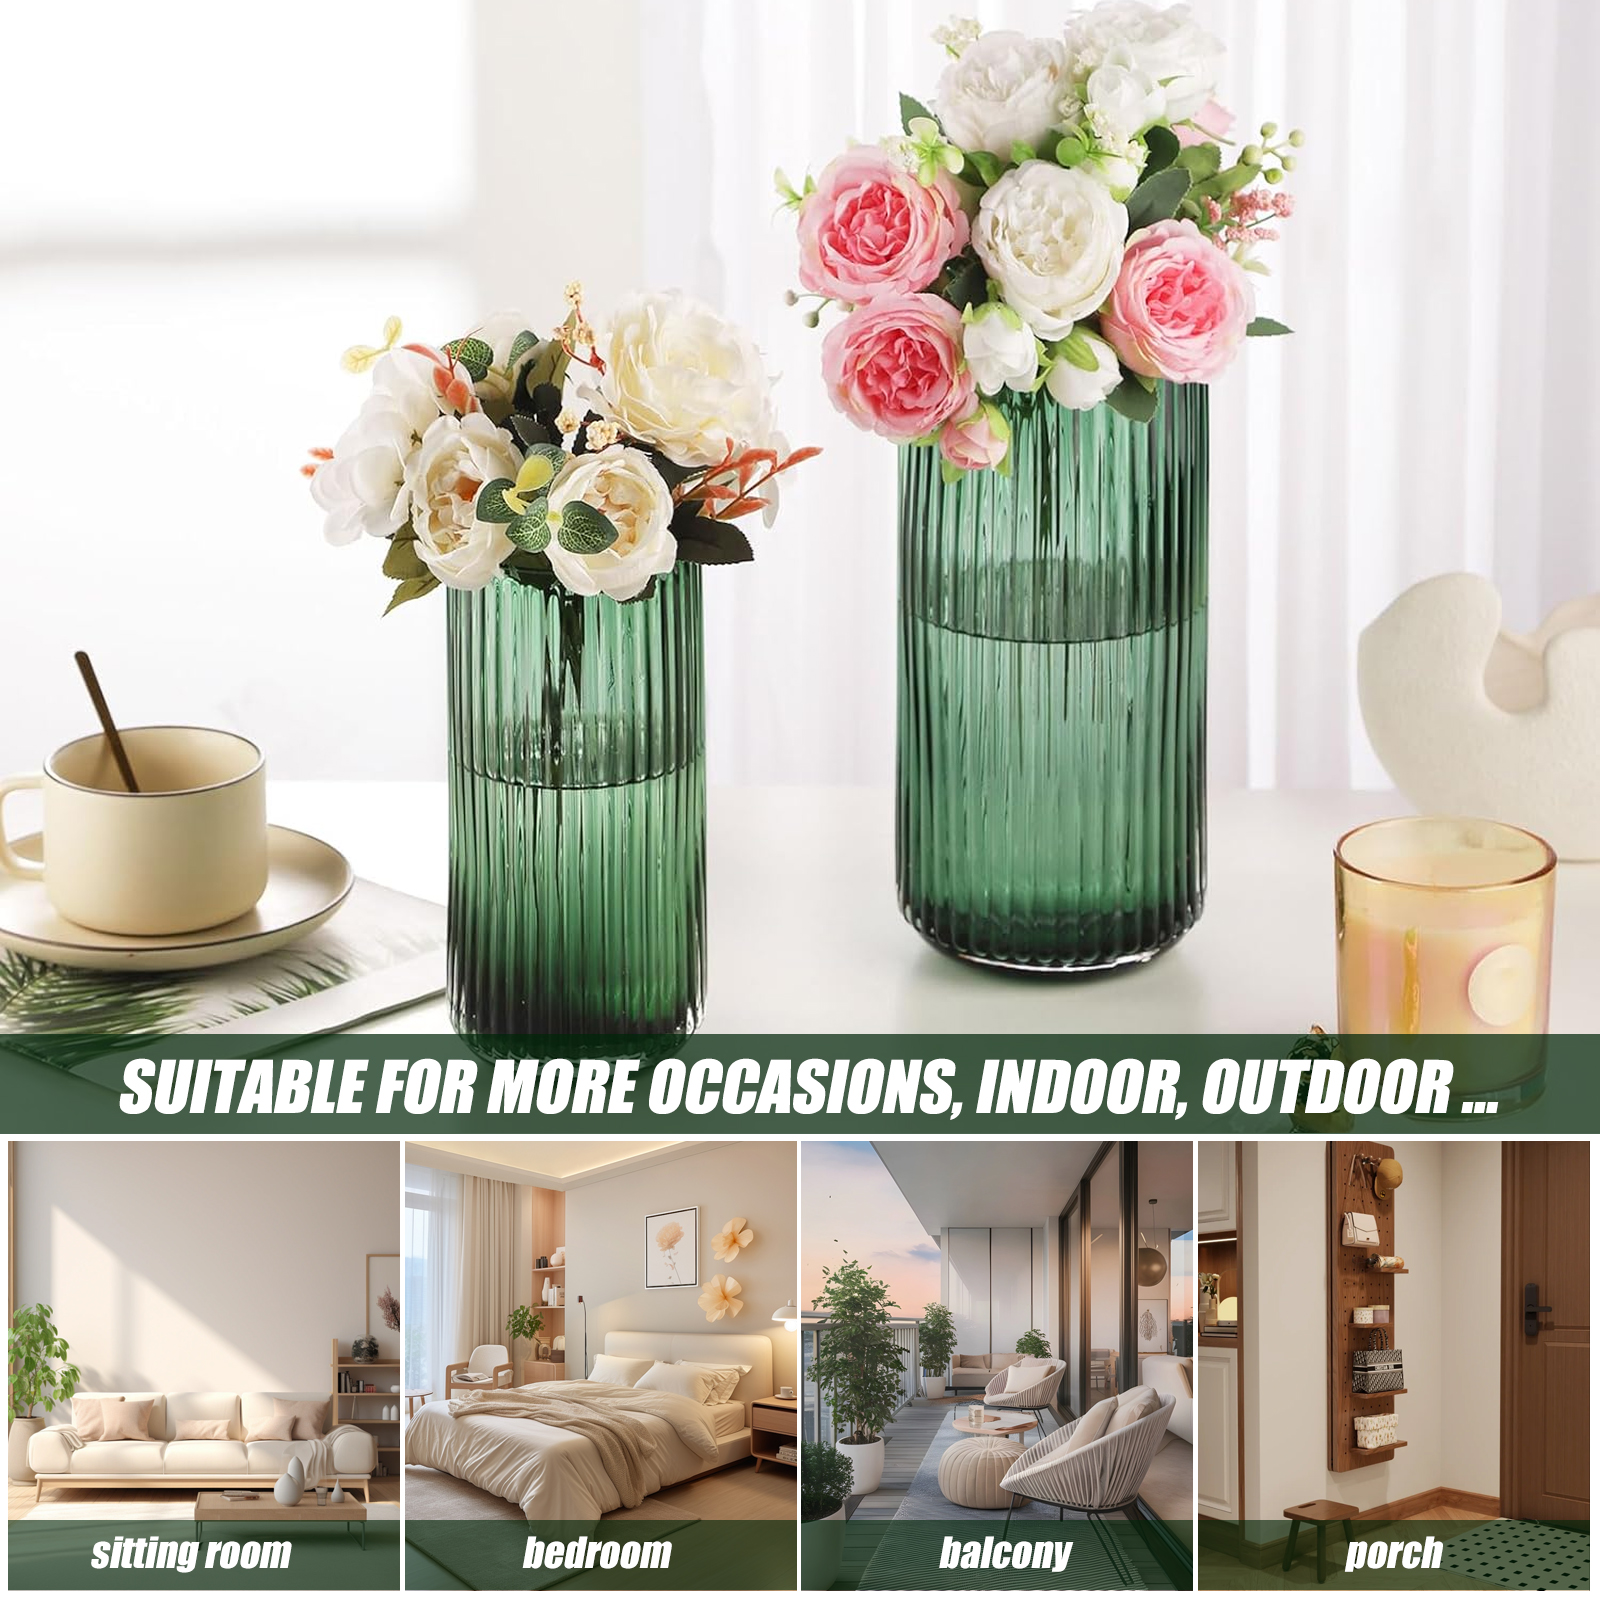 SUITABLE FOR MORE OCCASIONS, INDOOR, OUTDOOR ...
sitting room
bedroom
balcony
porch